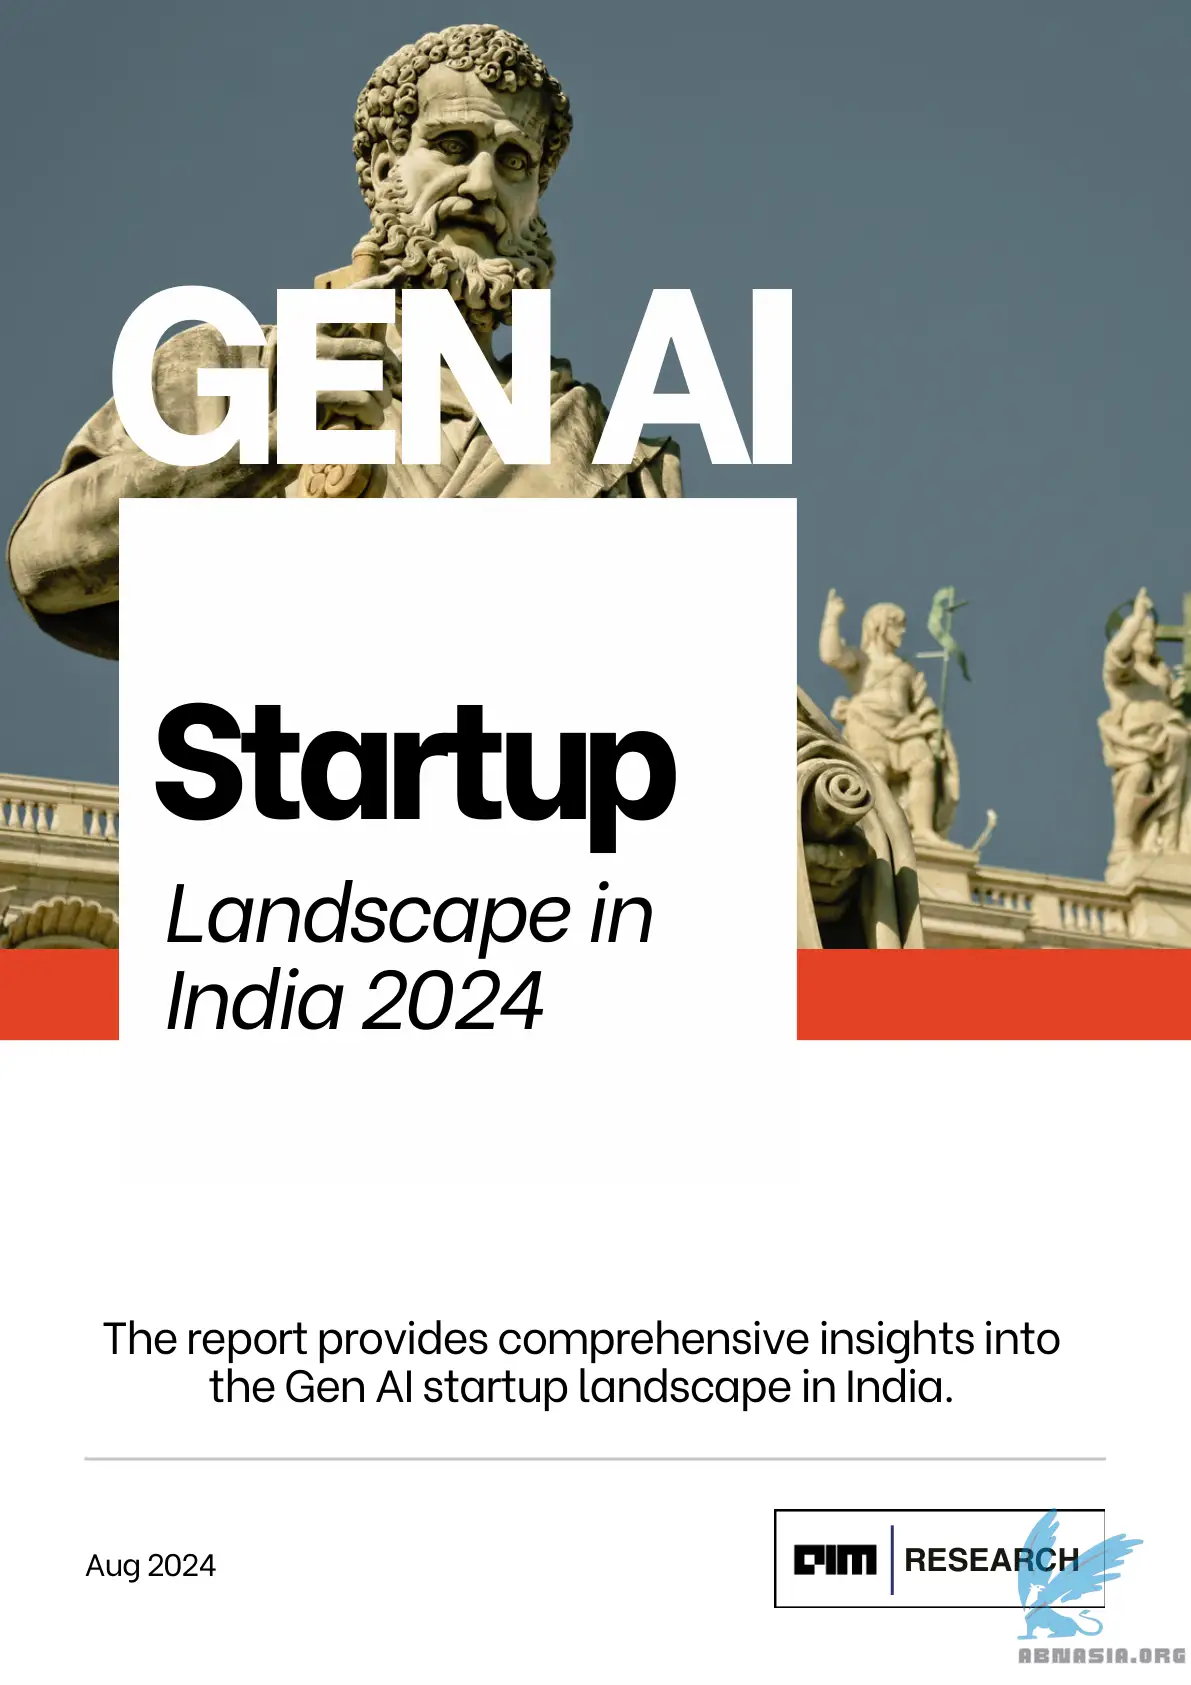 GEN AI
Startup
Landscape in
India 2024
The report provides comprehensive insights into
the Gen AI startup landscape in India.
Aug 2024
AIM RESEARCH
ABNASIA.ORG